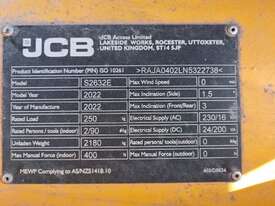 JCB
JCB Access Limited
LAKESIDE WORKS, ROCESTER, UTTOXETER,
UNITED KINGDOM, ST14 5JP
Product Identification Number (PIN) ISO 10261 >RAJA0402LN5322738<
Model S2632E Max Wind Speed 0 m/s
Model Year 2022 Max Inclination (Side) 1.5 °
Year of Manufacture 2022 Max Inclination (Front) 3 °
Rated Load 250 kg Electrical Supply (AC) 230/16
Rated Persons / tools (indoor) 2/90 Electrical Supply (DC) 24/200
Unladen Weight 2180 kg Rated Persons/ tools (outdoor) 0
Max Manual Force (indoor) 400 N Max Manual Force (outdoor) 0
MEWP Complying to AS/NZS1418.10